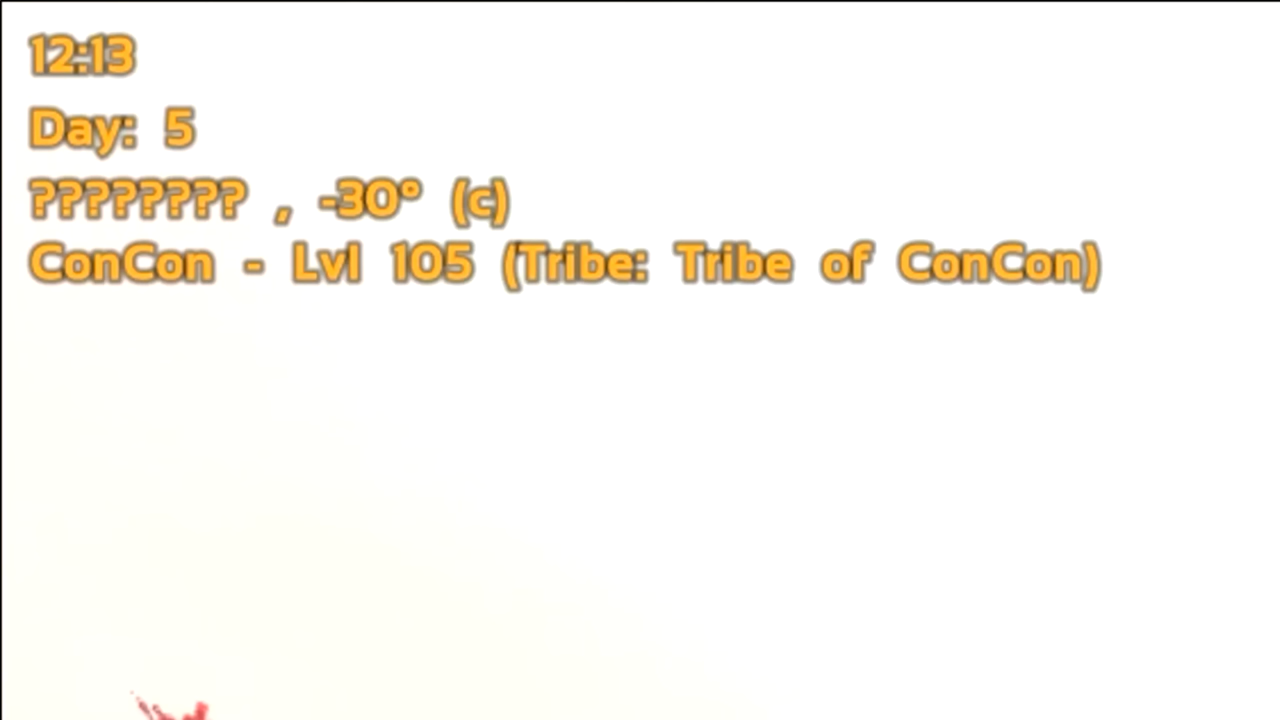 12:13
Day: 5
???????? , -30° (c)
ConCon - Lvl 105 (Tribe: Tribe of ConCon)